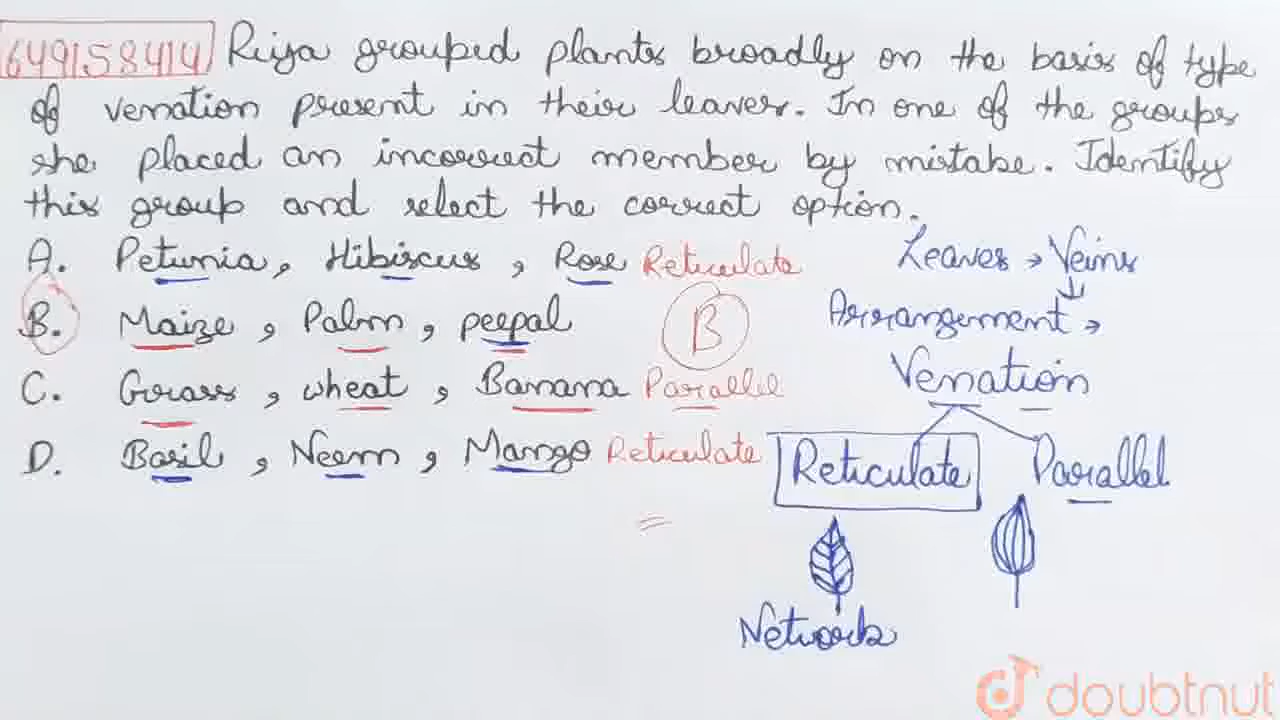 649158414 Riya grouped plants broadly on the basis of type
of venation present in their leaves. In one of the groups
she placed an incorrect member by mistake. Identify
this group and select the correct option.
A. Petunia, Hibiscus, Rose Reticulate
B. Maize, Palm, peepal B
C. Grass, wheat, Banana Parallel
D. Basil, Neem, Mango Reticulate
Leaves → Veins
Arrangement →
Venation
Reticulate Parallel
Network
doubtnut